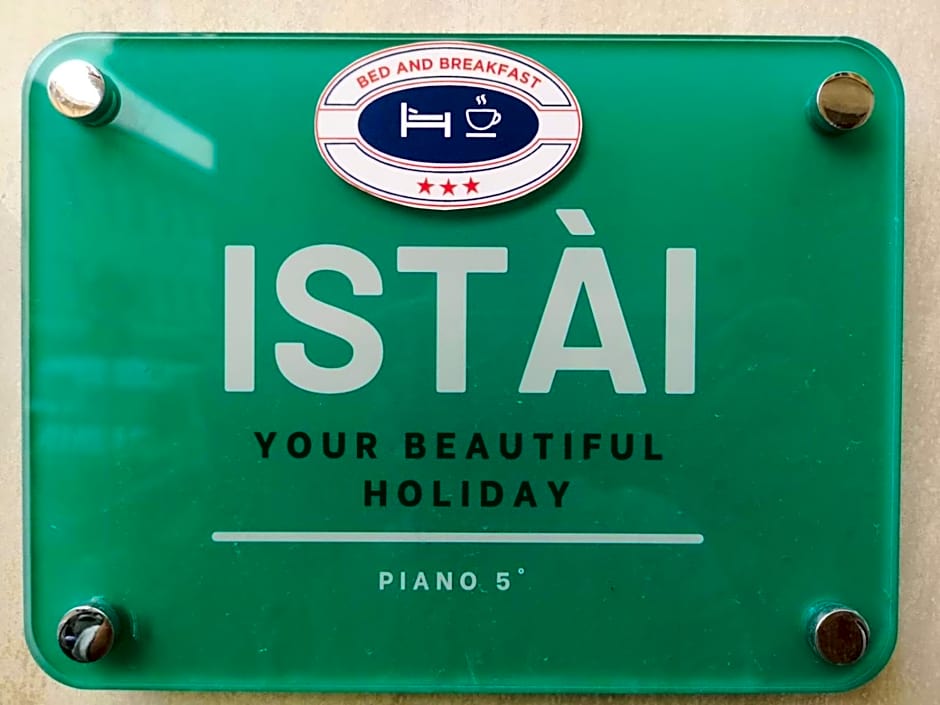 BED AND BREAKFAST
ISTÀI
YOUR BEAUTIFUL
HOLIDAY
PIANO 5°